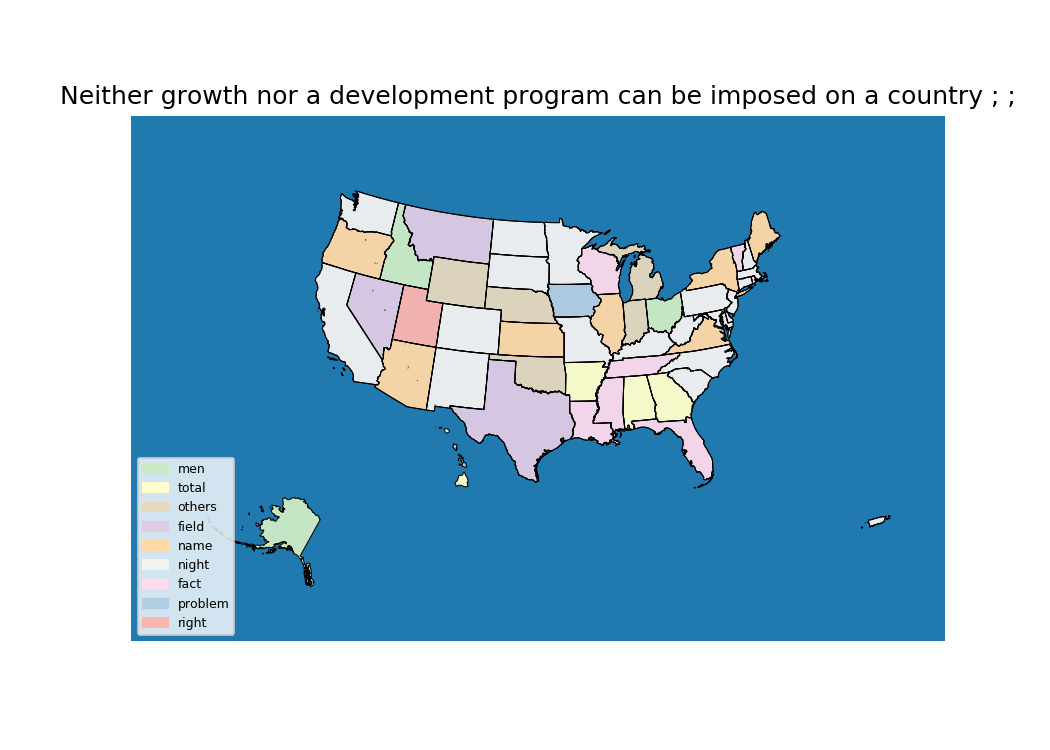 Neither growth nor a development program can be imposed on a country ; ;
men
total
others
field
name
night
fact
problem
right